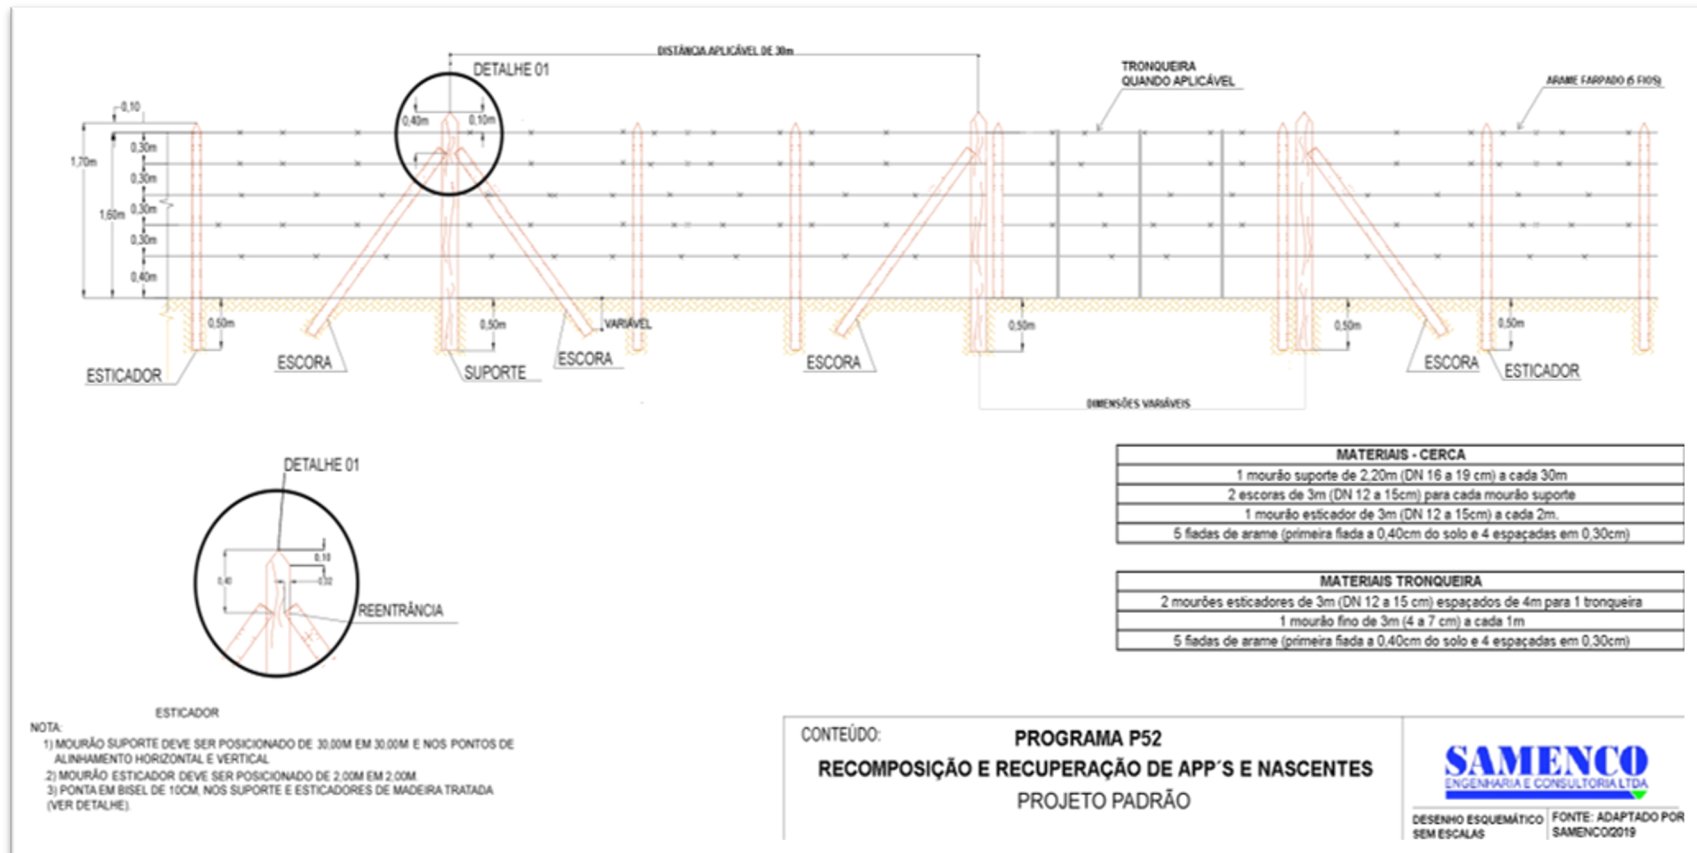 DISTÂNCIA APLICÁVEL DE 30m
DETALHE 01
TRONQUEIRA
QUANDO APLICÁVEL
ARAME FARPADO (5 FIOS)
0,10
0,40m
0,10m
1,70m
0,30m
0,30m
1,60m
0,30m
0,30m
0,40m
0,50m
0,50m
VARIÁVEL
0,50m
0,50m
0,50m
ESTICADOR
ESCORA
SUPORTE
ESCORA
ESCORA
ESCORA
ESTICADOR
DIMENSÕES VARIÁVEIS
DETALHE 01
0,10
0,40
0,02
REENTRÂNCIA
ESTICADOR
MATERIAIS - CERCA
1 mourão suporte de 2,20m (DN 16 a 19 cm) a cada 30m
2 escoras de 3m (DN 12 a 15cm) para cada mourão suporte
1 mourão esticador de 3m (DN 12 a 15cm) a cada 2m.
5 fiadas de arame (primeira fiada a 0,40cm do solo e 4 espaçadas em 0,30cm)
MATERIAIS TRONQUEIRA
2 mourões esticadores de 3m (DN 12 a 15 cm) espaçados de 4m para 1 tronqueira
1 mourão fino de 3m (4 a 7 cm) a cada 1m
5 fiadas de arame (primeira fiada a 0,40cm do solo e 4 espaçadas em 0,30cm)
NOTA:
1) MOURÃO SUPORTE DEVE SER POSICIONADO DE 30,00M EM 30,00M E NOS PONTOS DE
ALINHAMENTO HORIZONTAL E VERTICAL
2) MOURÃO ESTICADOR DEVE SER POSICIONADO DE 2,00M EM 2,00M.
3) PONTA EM BISEL DE 10CM, NOS SUPORTE E ESTICADORES DE MADEIRA TRATADA
(VER DETALHE).
CONTEÚDO:
PROGRAMA P52
RECOMPOSIÇÃO E RECUPERAÇÃO DE APP´S E NASCENTES
PROJETO PADRÃO
SAMENCO
ENGENHARIA E CONSULTORIA LTDA.
DESENHO ESQUEMÁTICO
SEM ESCALAS
FONTE: ADAPTADO POR
SAMENCO/2019